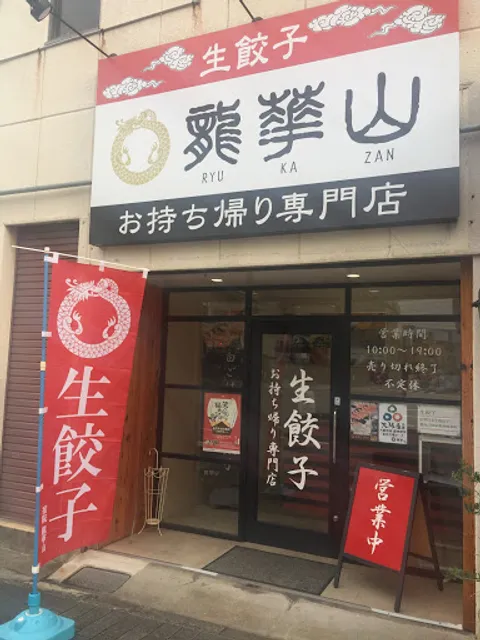 生餃子
龍華山
RYU KA ZAN
お持ち帰り専門店
生餃子
生餃子
お持ち帰り専門店
営業時間
10:00～19:00
売り切れ終了
不定休
営業中